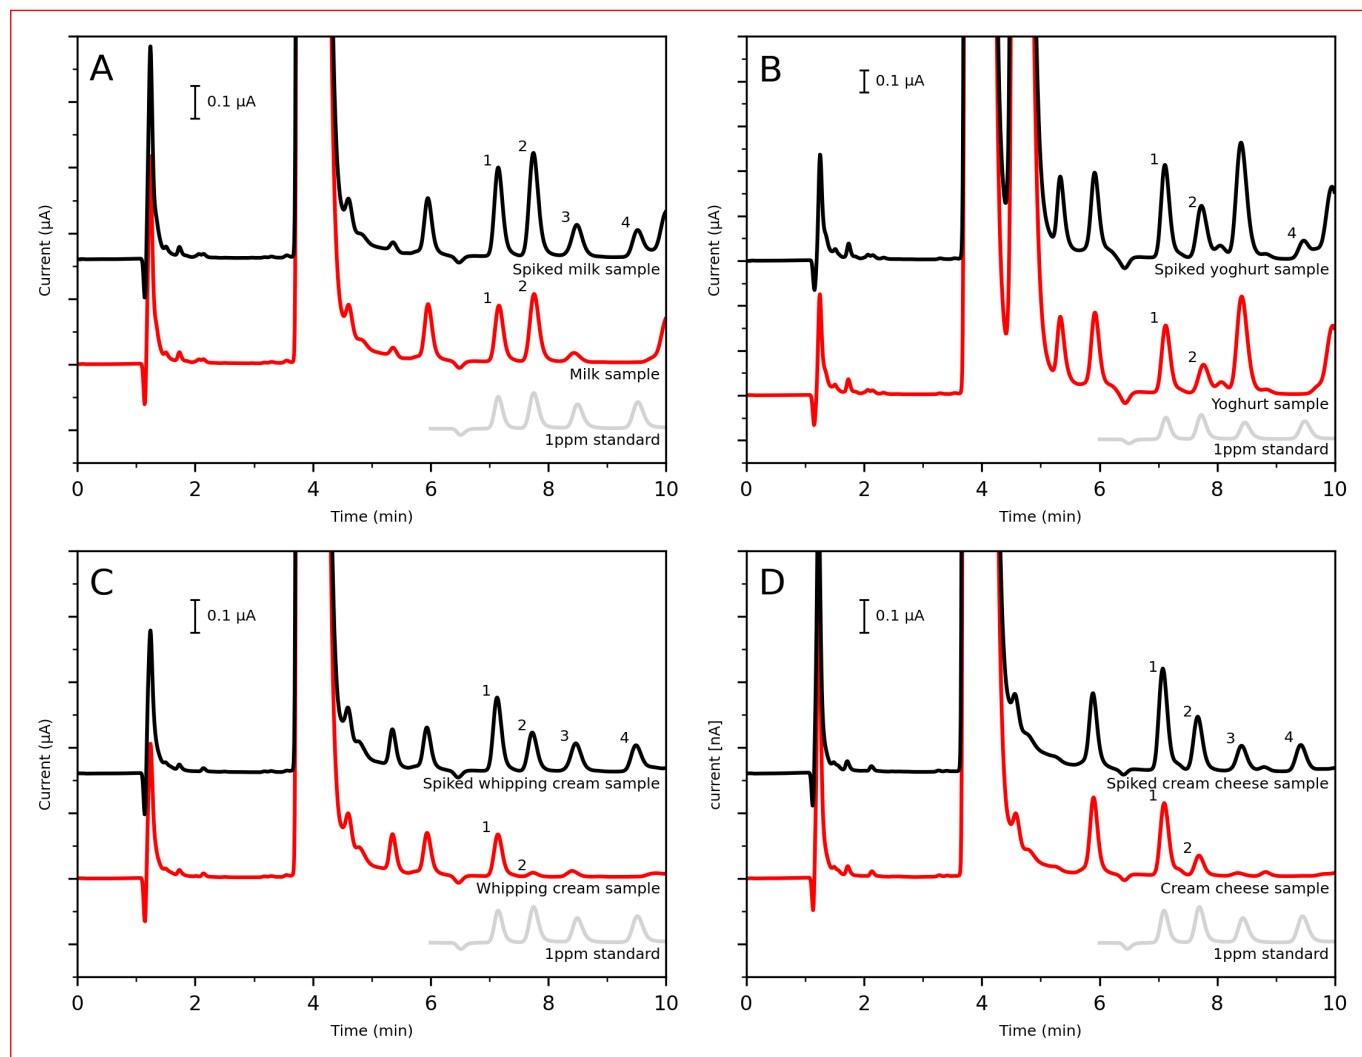 A
0.1 µA
1
2
3
4
Spiked milk sample
1
2
Milk sample
1ppm standard
Current (µA)
0 2 4 6 8 10
Time (min)
B
0.1 µA
1
2
4
Spiked yoghurt sample
1
2
Yoghurt sample
1ppm standard
Current (µA)
0 2 4 6 8 10
Time (min)
C
0.1 µA
1
2
3
4
Spiked whipping cream sample
1
2
Whipping cream sample
1ppm standard
Current (µA)
0 2 4 6 8 10
Time (min)
D
0.1 µA
1
2
3
4
Spiked cream cheese sample
1
2
Cream cheese sample
1ppm standard
current [nA]
0 2 4 6 8 10
Time (min)